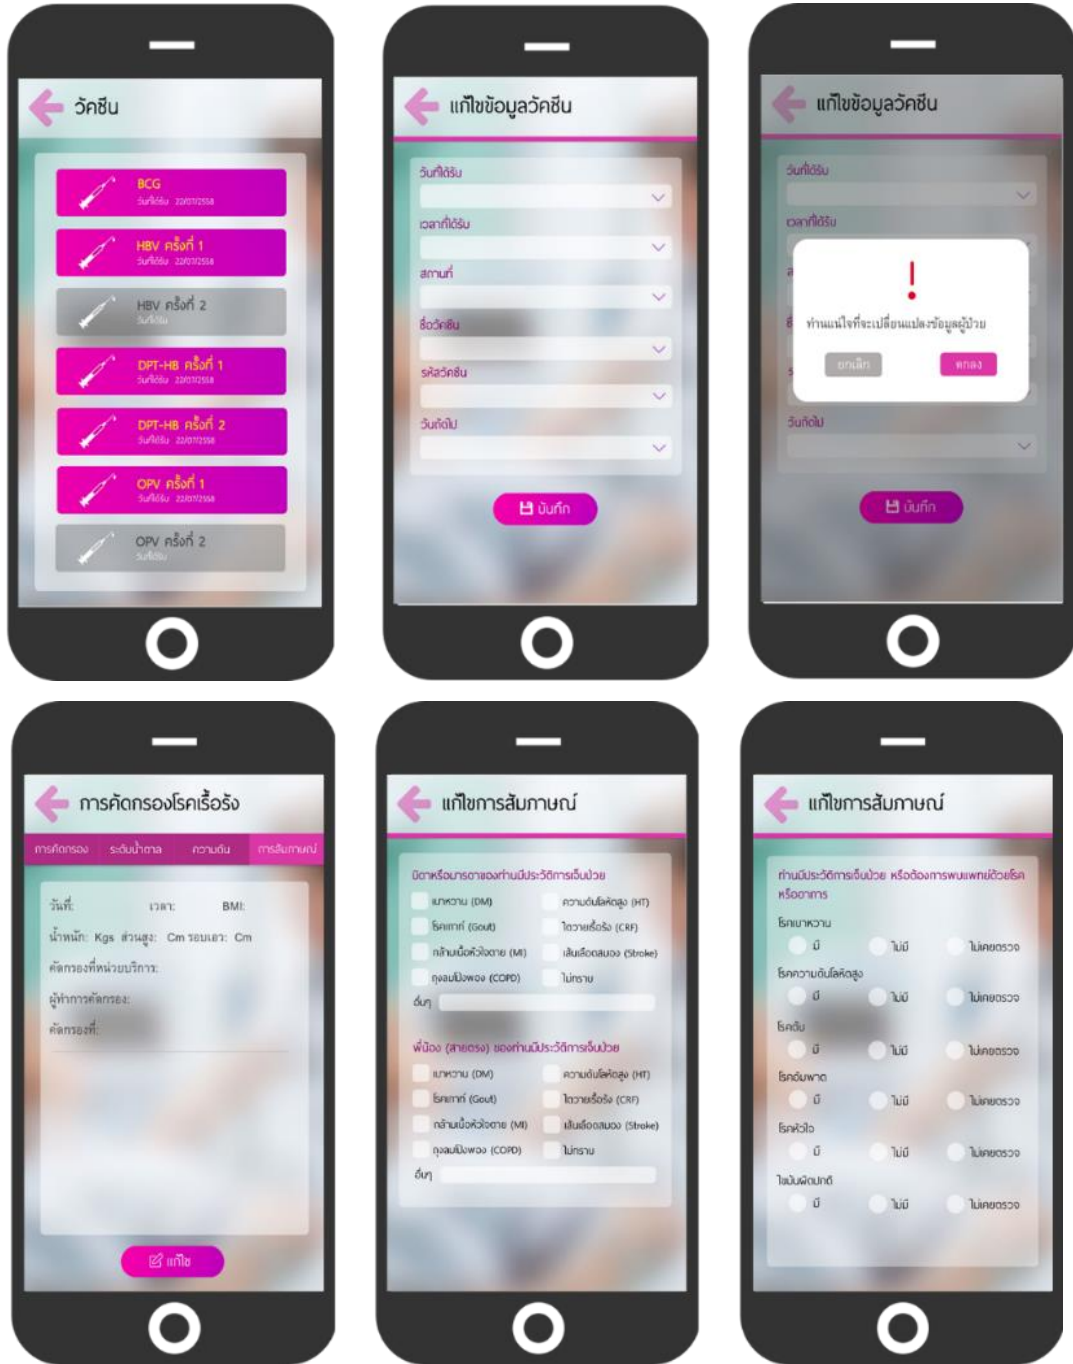 วัคซีน
BCG
วันที่ได้รับ 22/07/2558
HBV ครั้งที่ 1
วันที่ได้รับ 22/07/2558
HBV ครั้งที่ 2
วันที่ได้รับ
DPT-HB ครั้งที่ 1
วันที่ได้รับ 22/07/2558
DPT-HB ครั้งที่ 2
วันที่ได้รับ 22/07/2558
OPV ครั้งที่ 1
วันที่ได้รับ 22/07/2558
OPV ครั้งที่ 2
วันที่ได้รับ
แก้ไขข้อมูลวัคซีน
วันที่ได้รับ
เวลาที่ได้รับ
สถานที่
ชื่อวัคซีน
รหัสวัคซีน
วันถัดไป
บันทึก
แก้ไขข้อมูลวัคซีน
วันที่ได้รับ
เวลาที่ได้รับ
ท่านแน่ใจที่จะเปลี่ยนแปลงข้อมูลผู้ป่วย
ยกเลิก ตกลง
วันถัดไป
บันทึก
การคัดกรองโรคเรื้อรัง
การคัดกรอง ระดับน้ำตาล ความดัน การสัมภาษณ์
วันที่: เวลา: BMI:
น้ำหนัก: Kgs ส่วนสูง: Cm รอบเอว: Cm
คัดกรองที่หน่วยบริการ:
ผู้ทำการคัดกรอง:
คัดกรองที่:
แก้ไข
แก้ไขการสัมภาษณ์
บิดาหรือมารดาของท่านมีประวัติการเจ็บป่วย
เบาหวาน (DM) ความดันโลหิตสูง (HT)
โรคเกาท์ (Gout) ไตวายเรื้อรัง (CRF)
กล้ามเนื้อหัวใจตาย (MI) เส้นเลือดสมอง (Stroke)
ถุงลมโป่งพอง (COPD) ไม่ทราบ
อื่นๆ
พี่น้อง (สายตรง) ของท่านมีประวัติการเจ็บป่วย
เบาหวาน (DM) ความดันโลหิตสูง (HT)
โรคเกาท์ (Gout) ไตวายเรื้อรัง (CRF)
กล้ามเนื้อหัวใจตาย (MI) เส้นเลือดสมอง (Stroke)
ถุงลมโป่งพอง (COPD) ไม่ทราบ
อื่นๆ
แก้ไขการสัมภาษณ์
ท่านมีประวัติการเจ็บป่วย หรือต้องการพบแพทย์ด้วยโรค
หรืออาการ
โรคเบาหวาน
มี ไม่มี ไม่เคยตรวจ
โรคความดันโลหิตสูง
มี ไม่มี ไม่เคยตรวจ
โรคตับ
มี ไม่มี ไม่เคยตรวจ
โรคอัมพาต
มี ไม่มี ไม่เคยตรวจ
โรคหัวใจ
มี ไม่มี ไม่เคยตรวจ
ไขมันผิดปกติ
มี ไม่มี ไม่เคยตรวจ